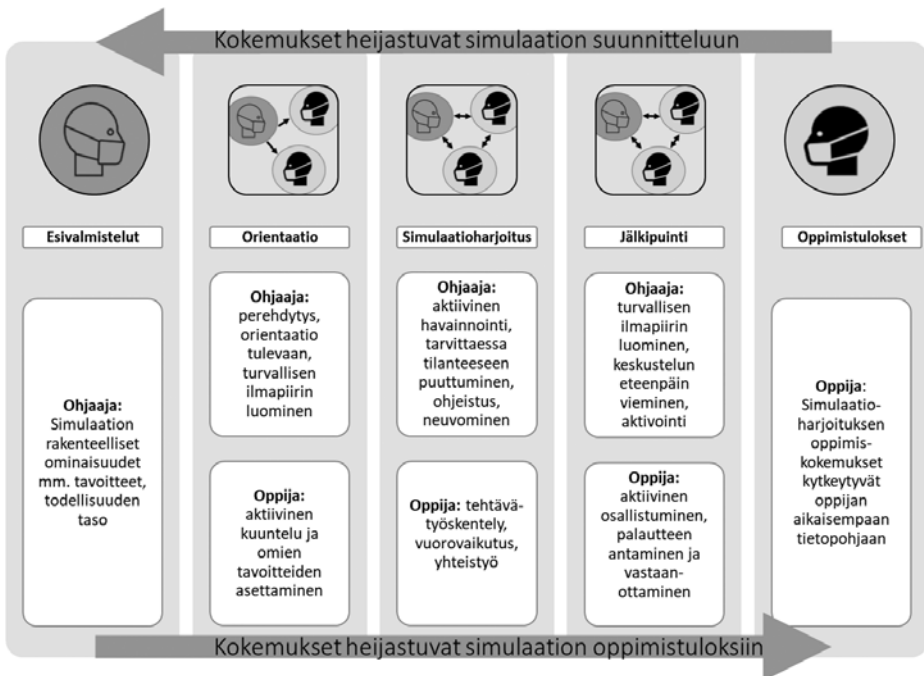 Kokemukset heijastuvat simulaation suunnitteluun
Esivalmistelut
Ohjaaja:
Simulaation
rakenteelliset
ominaisuudet
mm. tavoitteet,
todellisuuden
taso
Orientaatio
Ohjaaja:
perehdytys,
orientaatio
tulevaan,
turvallisen
ilmapiirin
luominen
Oppija:
aktiivinen
kuuntelu ja
omien
tavoitteiden
asettaminen
Simulaatioharjoitus
Ohjaaja:
aktiivinen
havainnointi,
tarvittaessa
tilanteeseen
puuttuminen,
ohjeistus,
neuvominen
Oppija: tehtävä-
työskentely,
vuorovaikutus,
yhteistyö
Jälkipuinti
Ohjaaja:
turvallisen
ilmapiirin
luominen,
keskustelun
eteenpäin
vieminen,
aktivointi
Oppija:
aktiivinen
osallistuminen,
palautteen
antaminen ja
vastaan-
ottaminen
Oppimistulokset
Oppija:
Simulaatio-
harjoituksen
oppimis-
kokemukset
kytkeytyvät
oppijan
aikaisempaan
tietopohjaan
Kokemukset heijastuvat simulaation oppimistuloksiin